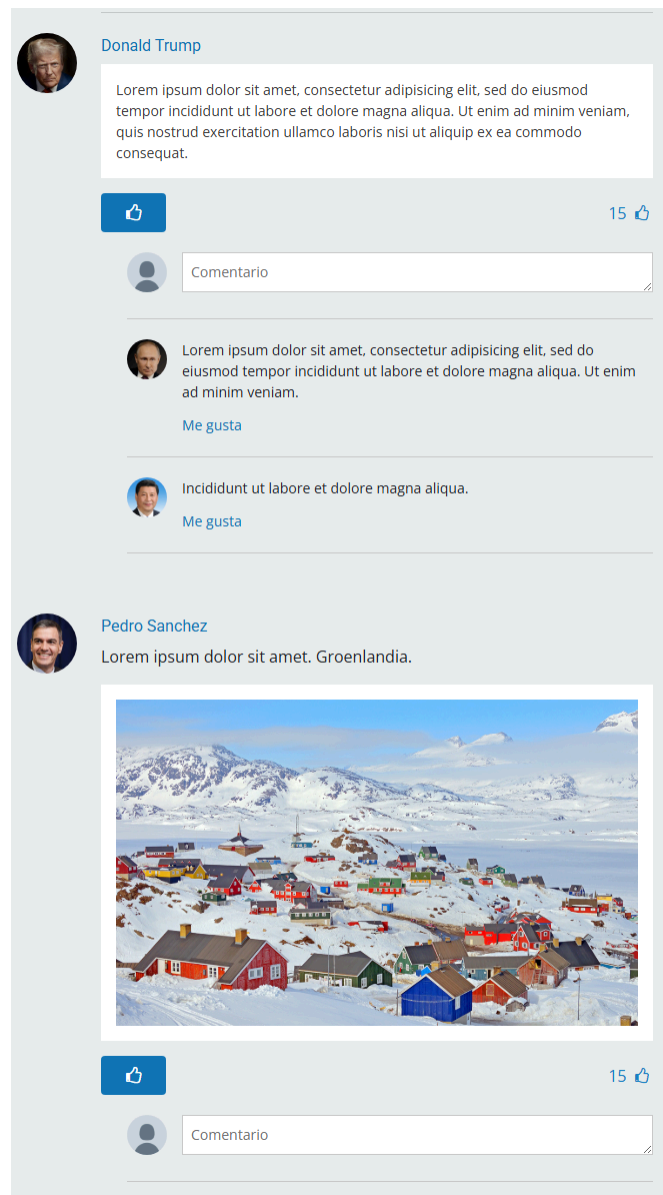 Donald Trump
Lorem ipsum dolor sit amet, consectetur adipisicing elit, sed do eiusmod
tempor incididunt ut labore et dolore magna aliqua. Ut enim ad minim veniam,
quis nostrud exercitation ullamco laboris nisi ut aliquip ex ea commodo
consequat.
15
Comentario
Lorem ipsum dolor sit amet, consectetur adipisicing elit, sed do
eiusmod tempor incididunt ut labore et dolore magna aliqua. Ut enim
ad minim veniam.
Me gusta
Incididunt ut labore et dolore magna aliqua.
Me gusta
Pedro Sanchez
Lorem ipsum dolor sit amet. Groenlandia.
15
Comentario